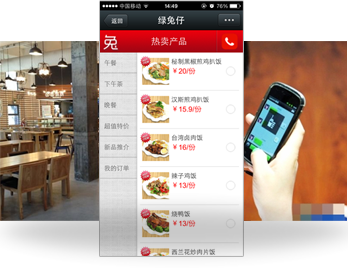 中国移动 14:49 76%
返回 绿兔仔
兔 热卖产品
午餐
下午茶
晚餐
超值特价
新品推介
我的订单
秘制黑椒煎鸡扒饭
￥20/份
汉斯煎鸡扒饭
￥15.9/份
台湾卤肉饭
￥16/份
辣子鸡饭
￥13/份
烧鸭饭
￥13/份
西兰花炒肉片饭